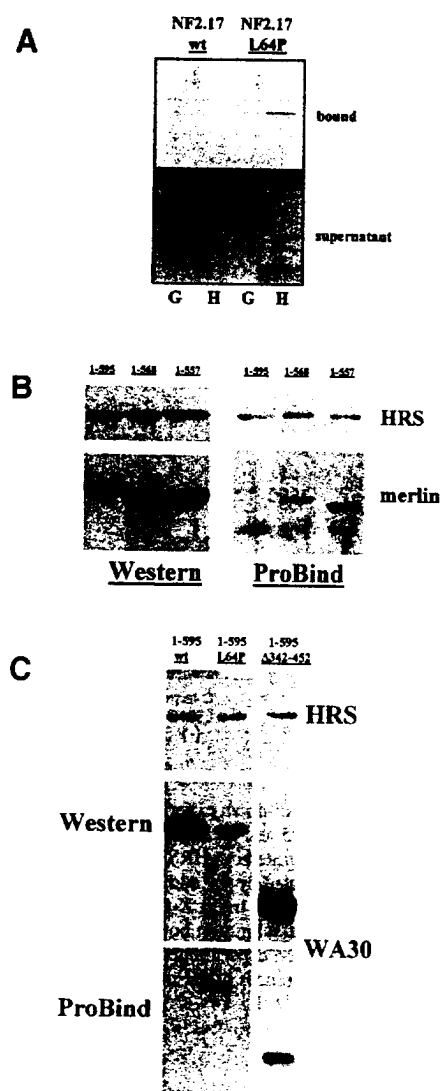 A
NF2.17 NF2.17
wt L64P
bound
supernatant
G H G H
B
1-595 1-568 1-557 1-595 1-568 1-557
HRS
merlin
Western ProBind
C
1-595 1-595 1-595
wt L64P Δ342-452
HRS
Western
WA30
ProBind